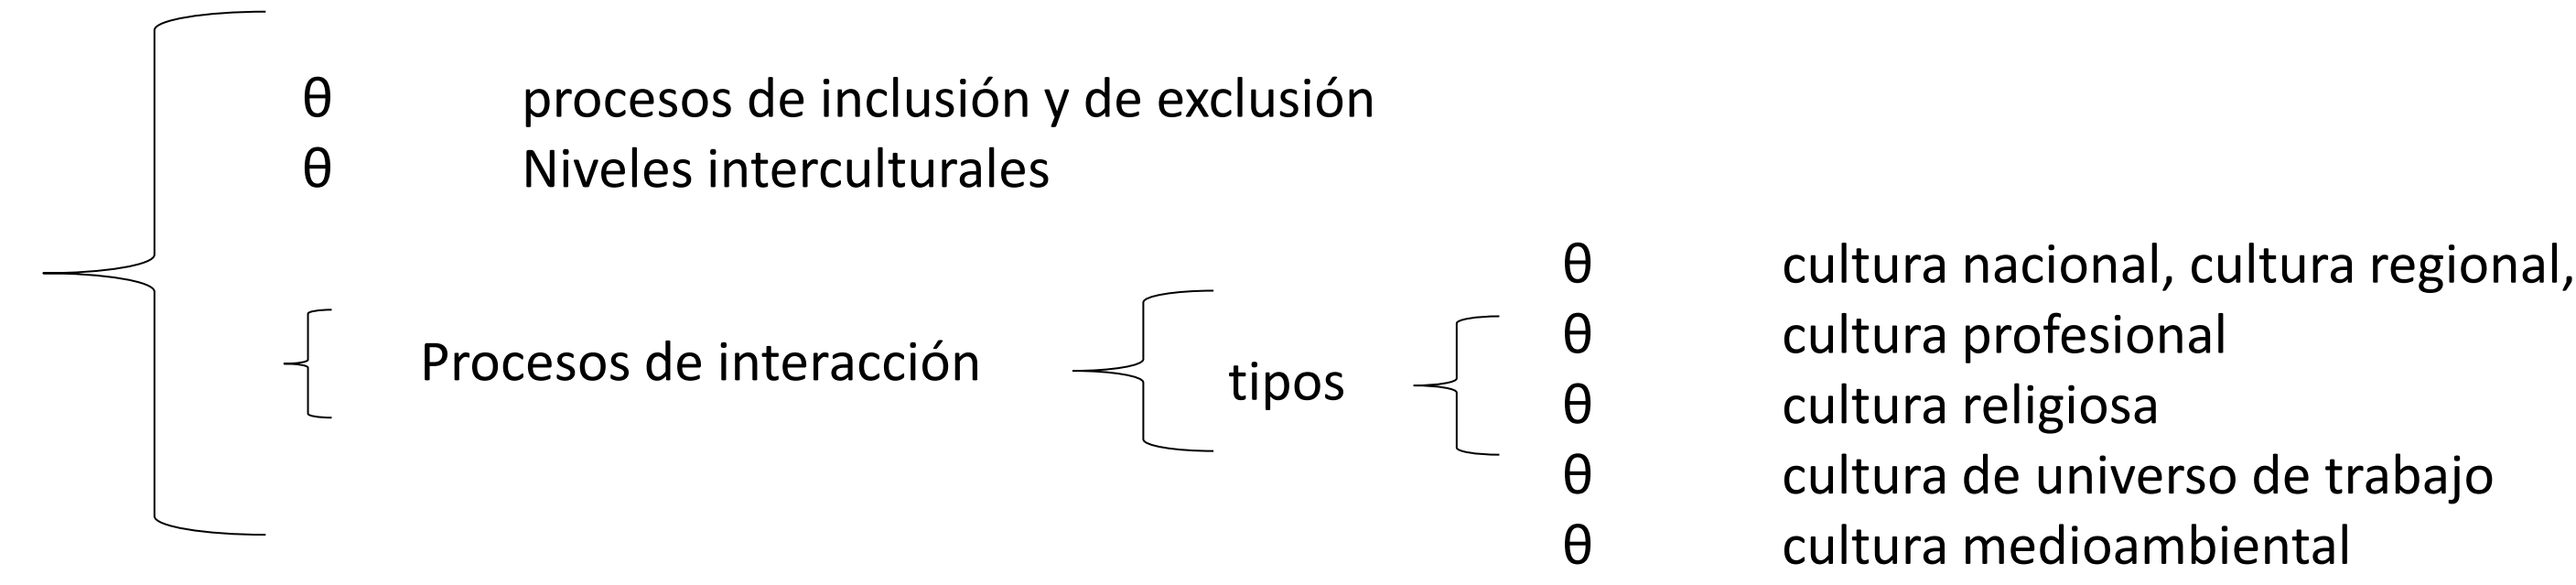 θ procesos de inclusión y de exclusión
θ Niveles interculturales
Procesos de interacción
tipos
θ cultura nacional, cultura regional,
θ cultura profesional
θ cultura religiosa
θ cultura de universo de trabajo
θ cultura medioambiental